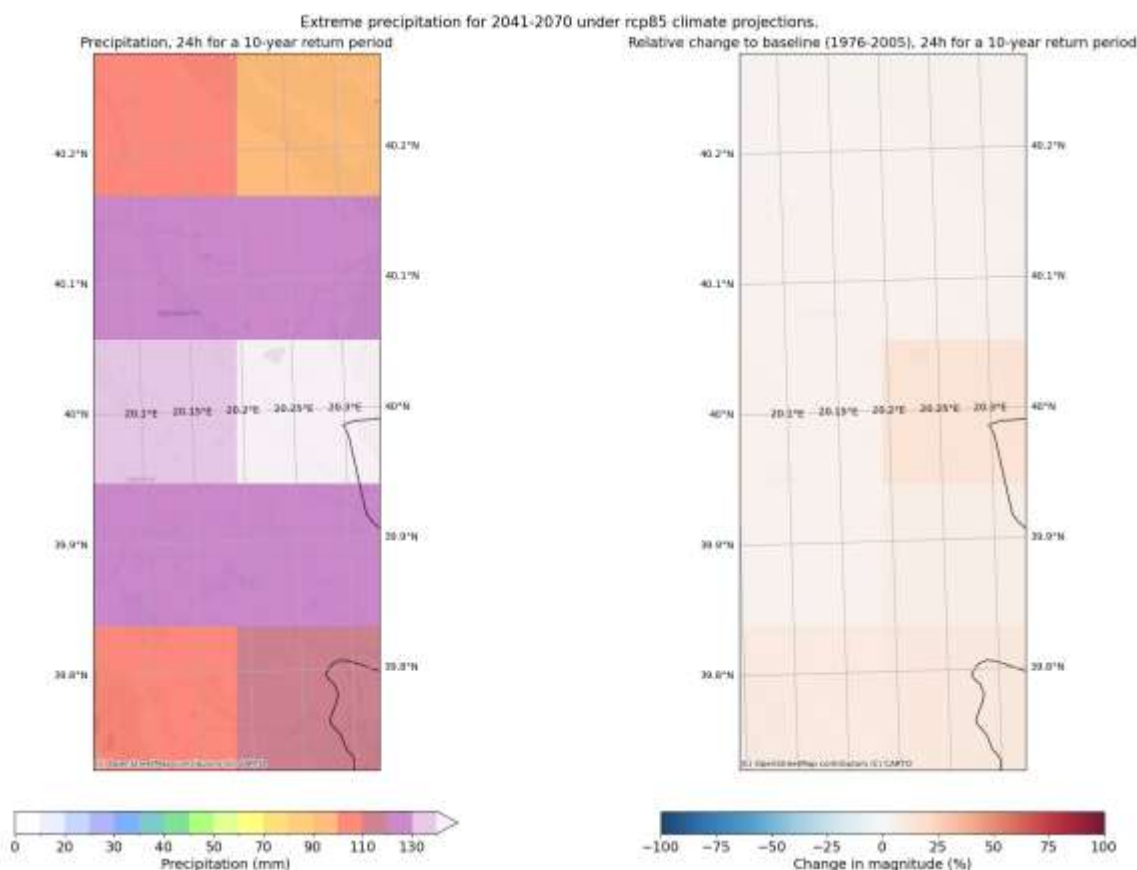 Extreme precipitation for 2041-2070 under rcp85 climate projections.
Precipitation, 24h for a 10-year return period
Relative change to baseline (1976-2005), 24h for a 10-year return period
40.2°N
40.2°N
40.2°N
40.2°N
40.1°N
40.1°N
40.1°N
40.1°N
40°N 20.1°E 20.15°E 20.2°E 20.25°E 20.3°E 40°N
40°N 20.1°E 20.15°E 20.2°E 20.25°E 20.3°E 40°N
39.9°N
39.9°N
39.9°N
39.9°N
39.8°N
39.8°N
39.8°N
39.8°N
(C) OpenStreetMap contributors (C) CARTO
(C) OpenStreetMap contributors (C) CARTO
0 20 30 40 50 70 90 110 130
Precipitation (mm)
−100 −75 −50 −25 0 25 50 75 100
Change in magnitude (%)